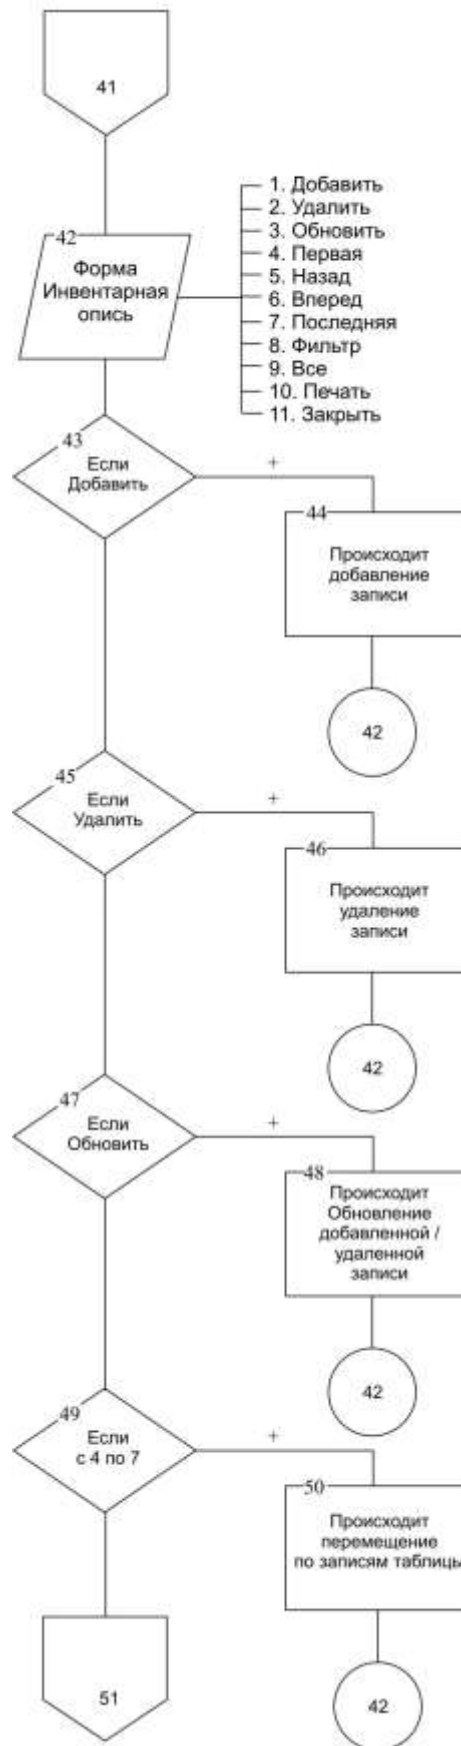 41
42
Форма
Инвентарная
опись
1. Добавить
2. Удалить
3. Обновить
4. Первая
5. Назад
6. Вперед
7. Последняя
8. Фильтр
9. Все
10. Печать
11. Закрыть
43
Если
Добавить
+
44
Происходит
добавление
записи
42
45
Если
Удалить
+
46
Происходит
удаление
записи
42
47
Если
Обновить
+
48
Происходит
Обновление
добавленной /
удаленной
записи
42
49
Если
с 4 по 7
+
50
Происходит
перемещение
по записям таблицы
51
42